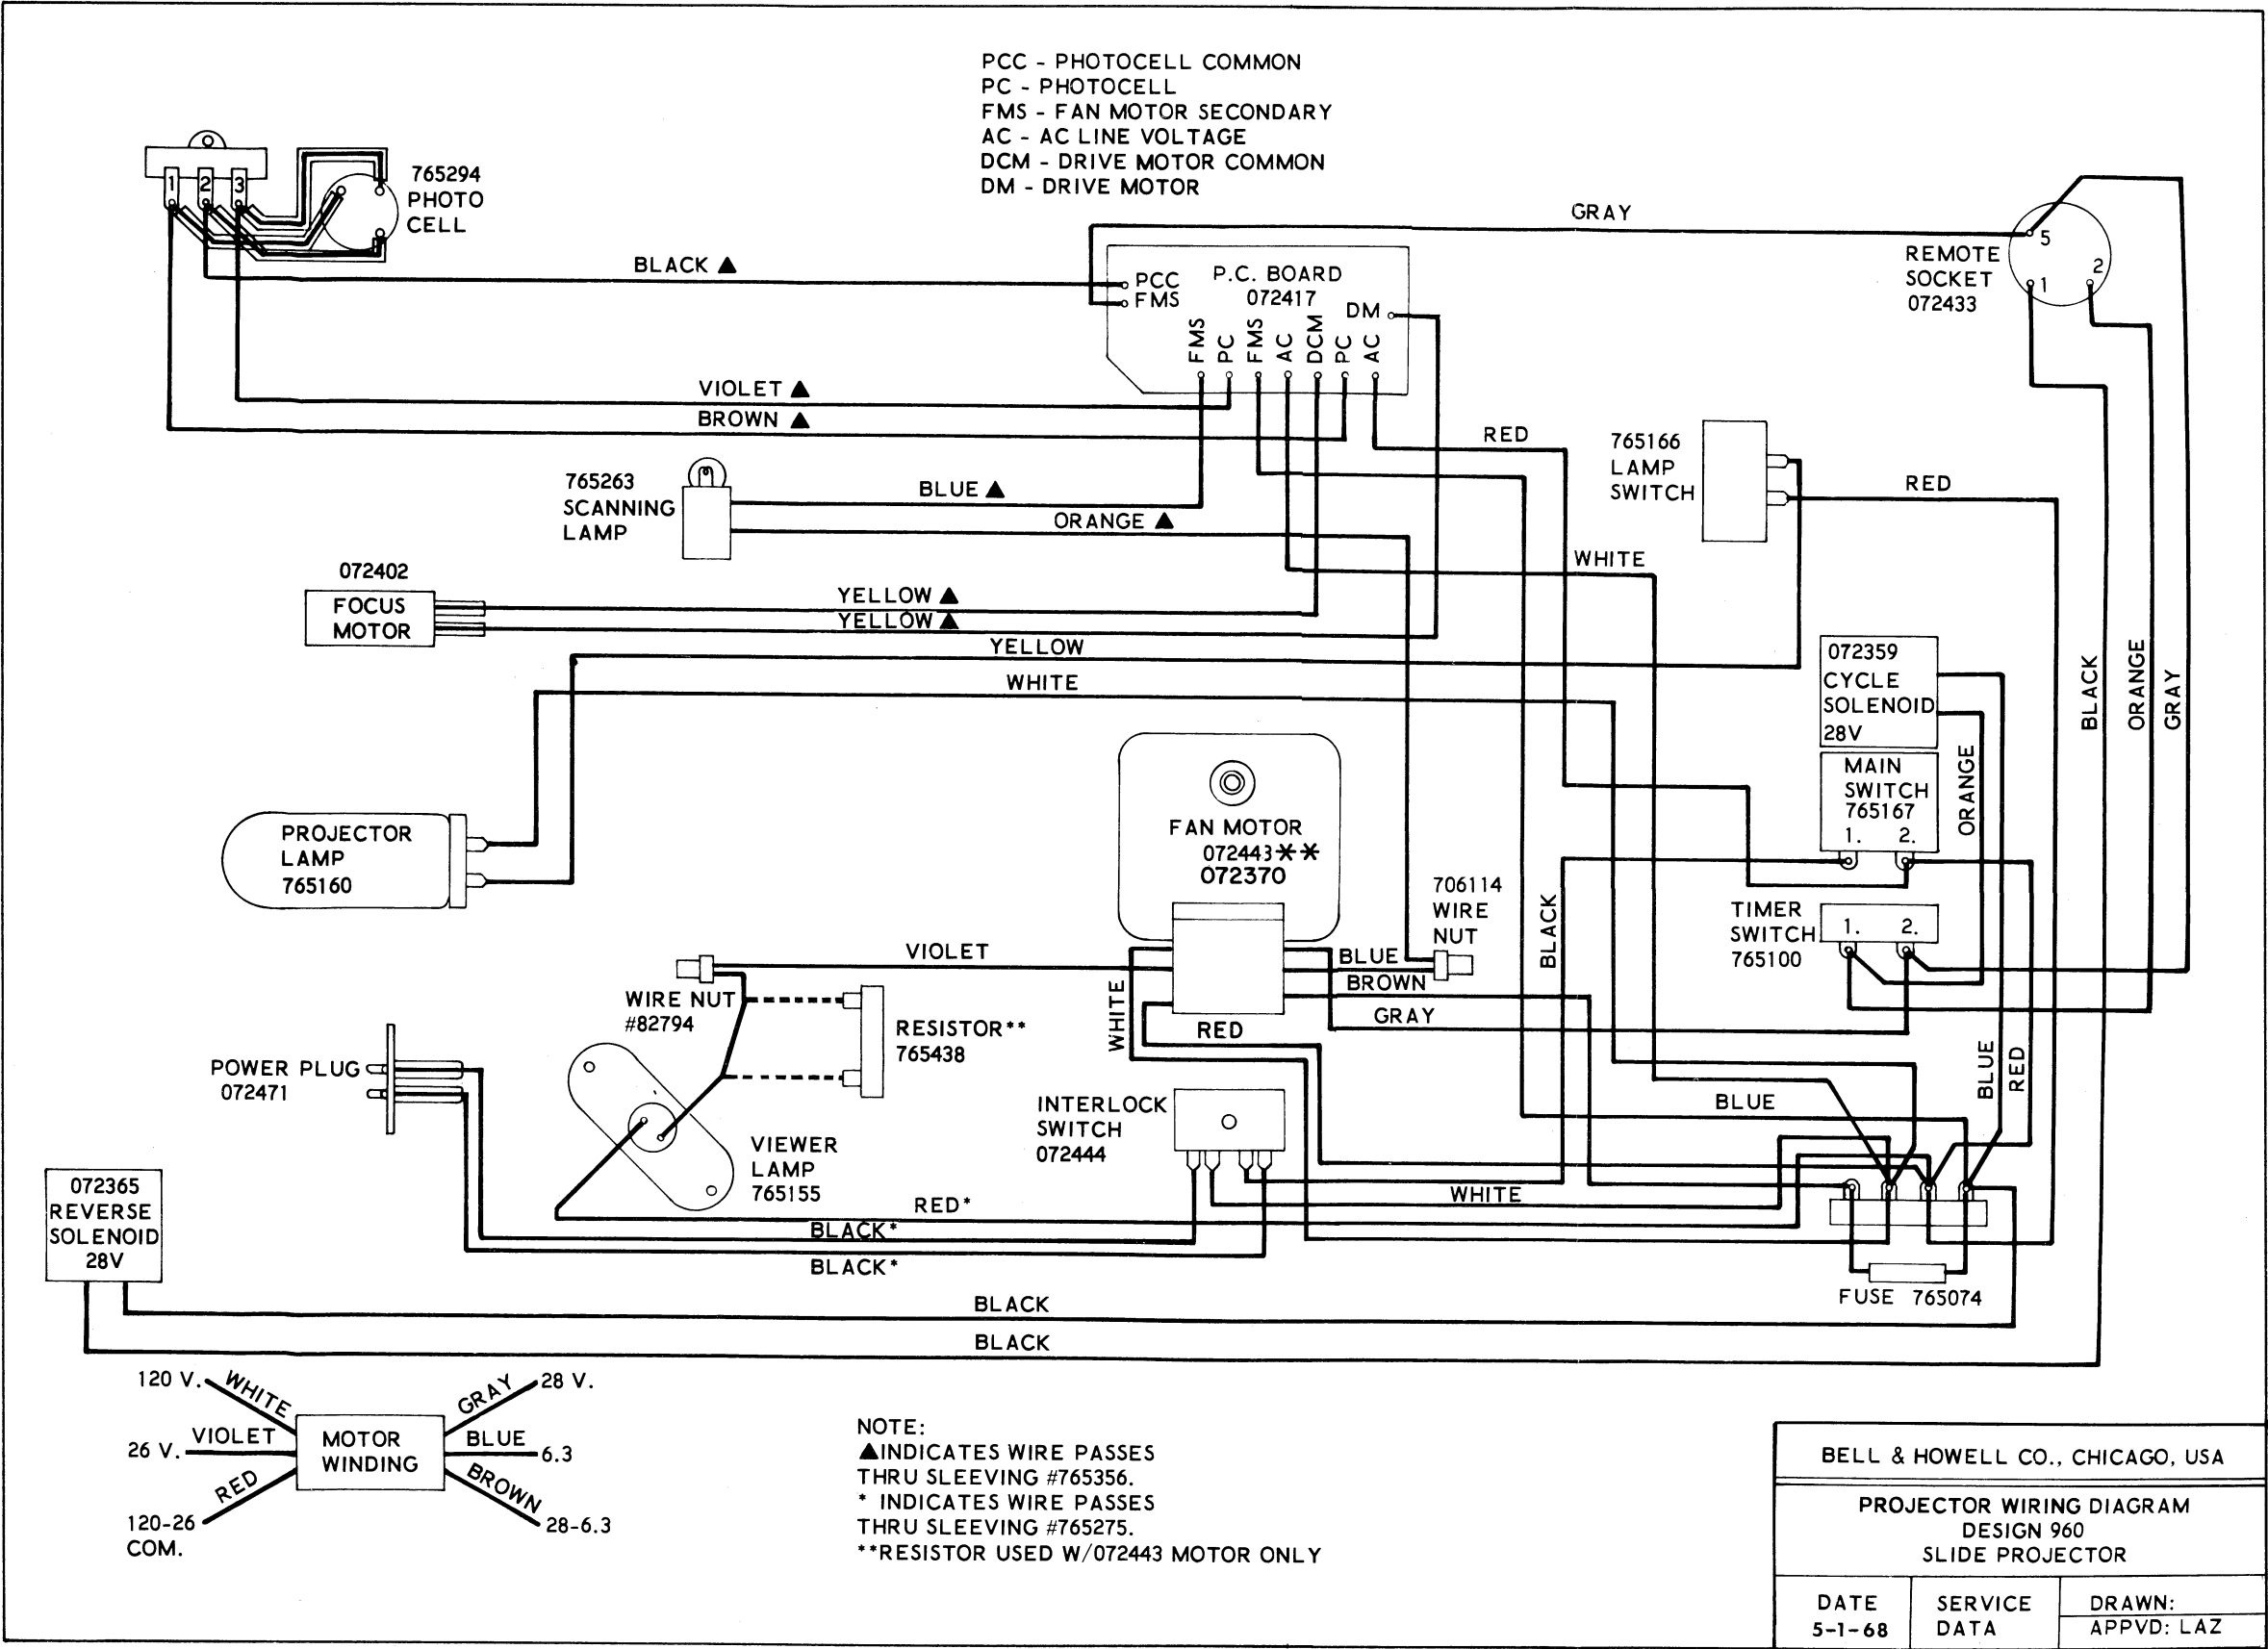 PCC - PHOTOCELL COMMON
PC - PHOTOCELL
FMS - FAN MOTOR SECONDARY
AC - AC LINE VOLTAGE
DCM - DRIVE MOTOR COMMON
DM - DRIVE MOTOR
1 2 3
765294
PHOTO
CELL
BLACK ▲
GRAY
PCC
FMS
P.C. BOARD
072417
DM
FMS
PC
FMS
AC
DCM
PC
AC
REMOTE
SOCKET
072433
5
2
1
VIOLET ▲
BROWN ▲
RED
765166
LAMP
SWITCH
RED
765263
SCANNING
LAMP
BLUE ▲
ORANGE ▲
WHITE
072402
FOCUS
MOTOR
YELLOW ▲
YELLOW ▲
YELLOW
WHITE
072359
CYCLE
SOLENOID
28V
BLACK
ORANGE
GRAY
MAIN
SWITCH
765167
1. 2.
ORANGE
PROJECTOR
LAMP
765160
FAN MOTOR
072443**
072370
706114
WIRE
NUT
BLACK
TIMER
SWITCH
765100
1. 2.
VIOLET
BLUE
BROWN
GRAY
WHITE
RED
WIRE NUT
#82794
RESISTOR**
765438
POWER PLUG
072471
INTERLOCK
SWITCH
072444
BLUE
BLUE
RED
VIEWER
LAMP
765155
WHITE
072365
REVERSE
SOLENOID
28V
RED*
BLACK*
BLACK*
FUSE 765074
BLACK
BLACK
120 V.
WHITE
GRAY
28 V.
26 V.
VIOLET
MOTOR
WINDING
BLUE
6.3
RED
BROWN
120-26
COM.
28-6.3
NOTE:
▲INDICATES WIRE PASSES
THRU SLEEVING #765356.
* INDICATES WIRE PASSES
THRU SLEEVING #765275.
**RESISTOR USED W/072443 MOTOR ONLY
BELL & HOWELL CO., CHICAGO, USA
PROJECTOR WIRING DIAGRAM
DESIGN 960
SLIDE PROJECTOR
DATE
5-1-68
SERVICE
DATA
DRAWN:
APPVD: LAZ